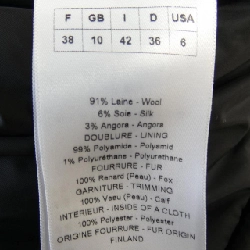 F GB I D USA
38 10 42 36 6
91% Laine - Wool
6% Soie - Silk
3% Angora - Angora
DOUBLURE - LINING
99% Polyamide - Polyamid
1% Polyuréthane - Polyurethane
FOURRURE - FUR
100% Renard (Peau) - Fox
GARNITURE - TRIMMING
100% Veau (Peau) - Calf
INTERIEUR - INSIDE OF A CLOTH
100% Polyester - Polyester
ORIGINE FOURRURE - FUR ORIGIN
FINLAND